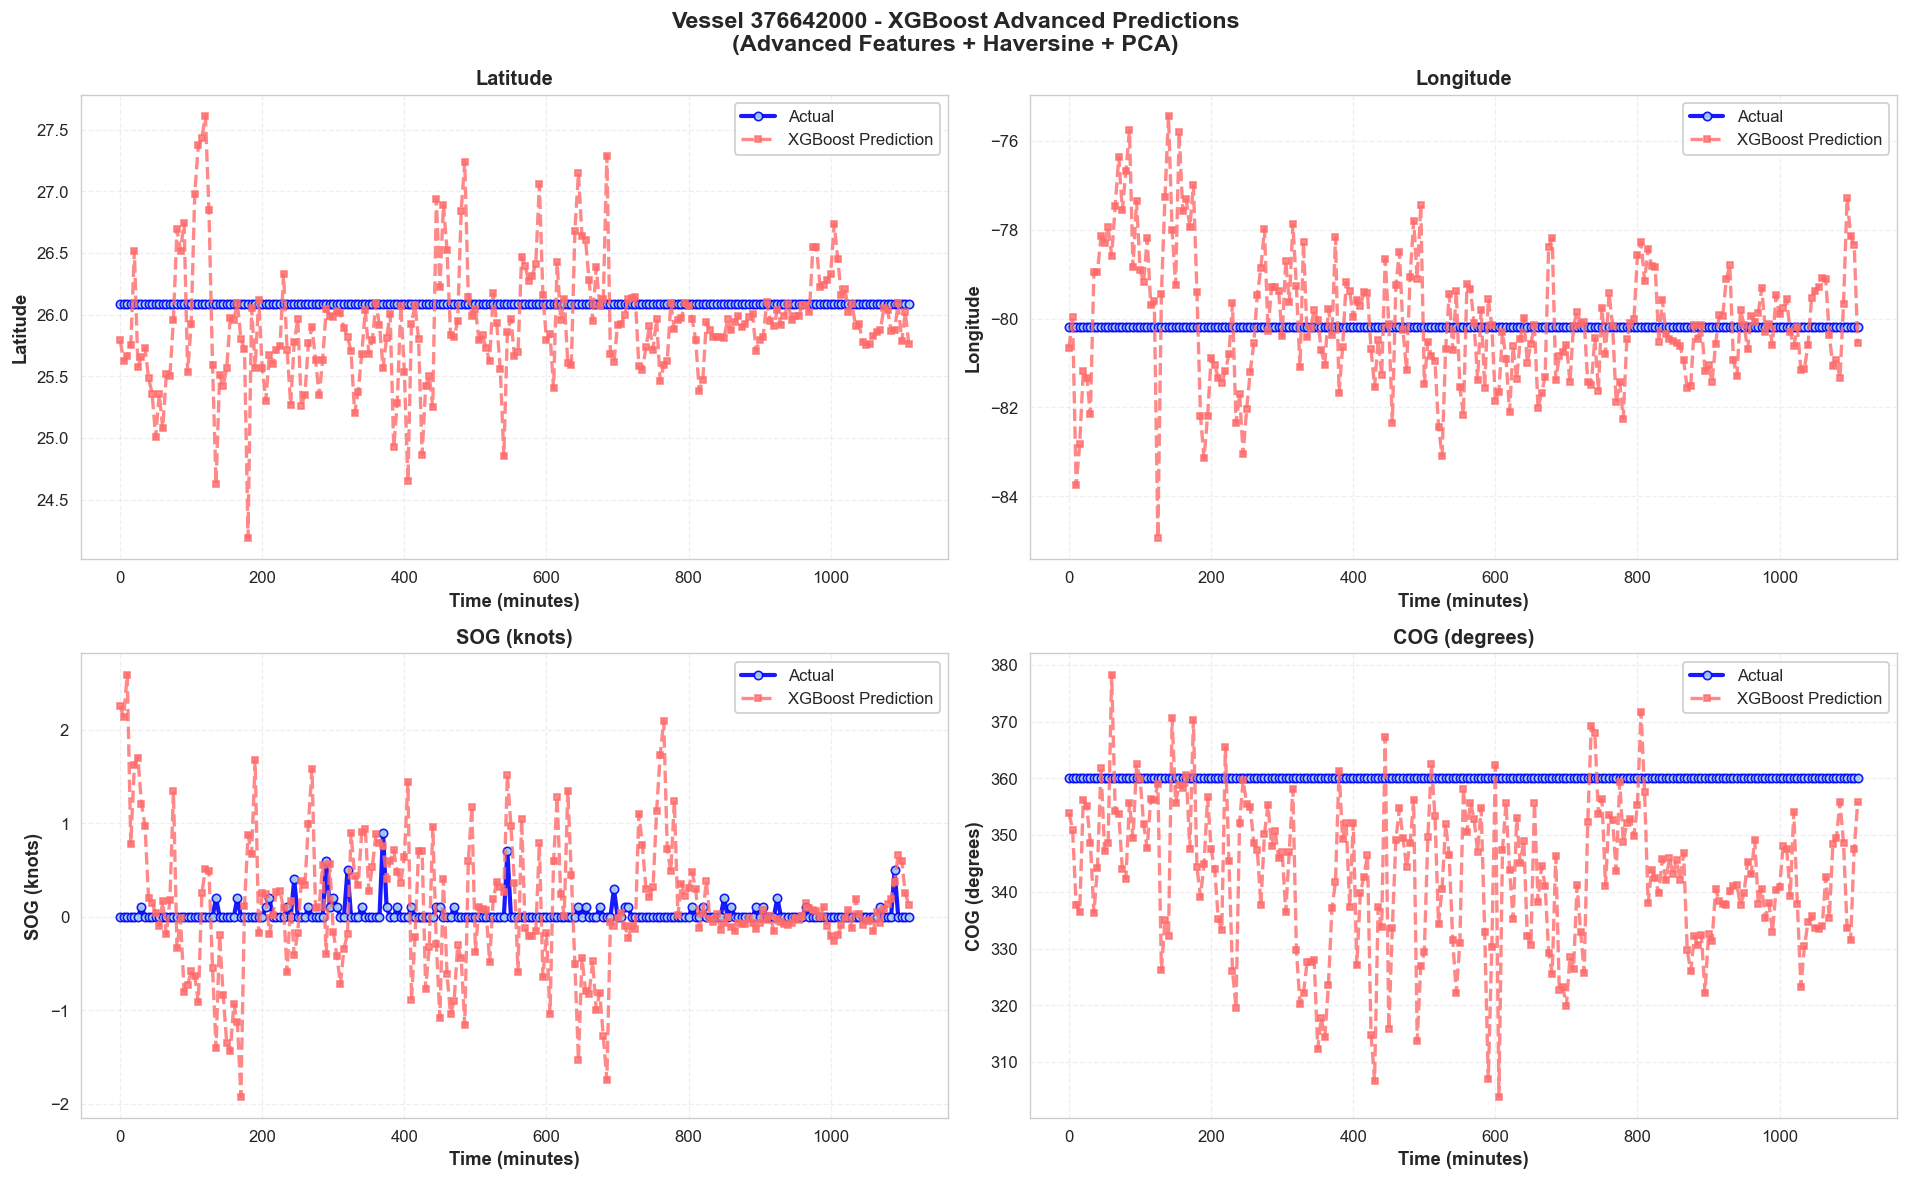 Vessel 376642000 - XGBoost Advanced Predictions
(Advanced Features + Haversine + PCA)
Latitude
Actual
XGBoost Prediction
27.5
27.0
26.5
26.0
25.5
25.0
24.5
Latitude
0 200 400 600 800 1000
Time (minutes)
Longitude
Actual
XGBoost Prediction
−76
−78
−80
−82
−84
Longitude
0 200 400 600 800 1000
Time (minutes)
SOG (knots)
Actual
XGBoost Prediction
2
1
0
−1
−2
SOG (knots)
0 200 400 600 800 1000
Time (minutes)
COG (degrees)
Actual
XGBoost Prediction
380
370
360
350
340
330
320
310
COG (degrees)
0 200 400 600 800 1000
Time (minutes)